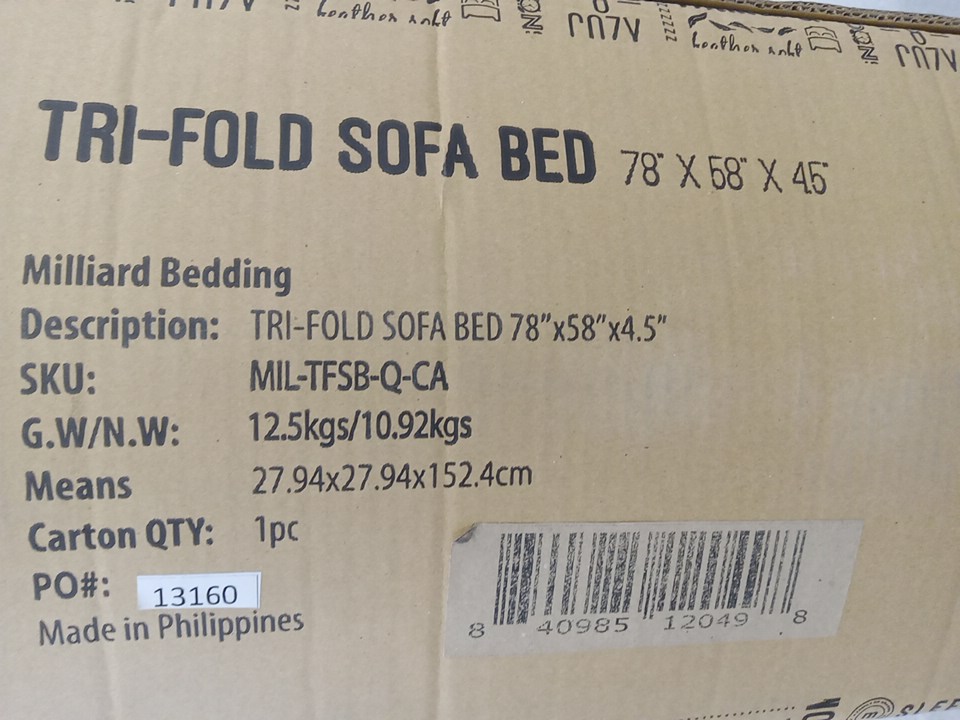 TRI-FOLD SOFA BED 78" X 58" X 4.5"
Milliard Bedding
Description: TRI-FOLD SOFA BED 78"x58"x4.5"
SKU: MIL-TFSB-Q-CA
G.W/N.W: 12.5kgs/10.92kgs
Means 27.94x27.94x152.4cm
Carton QTY: 1pc
PO#: 13160
Made in Philippines
8 40985 12049 8